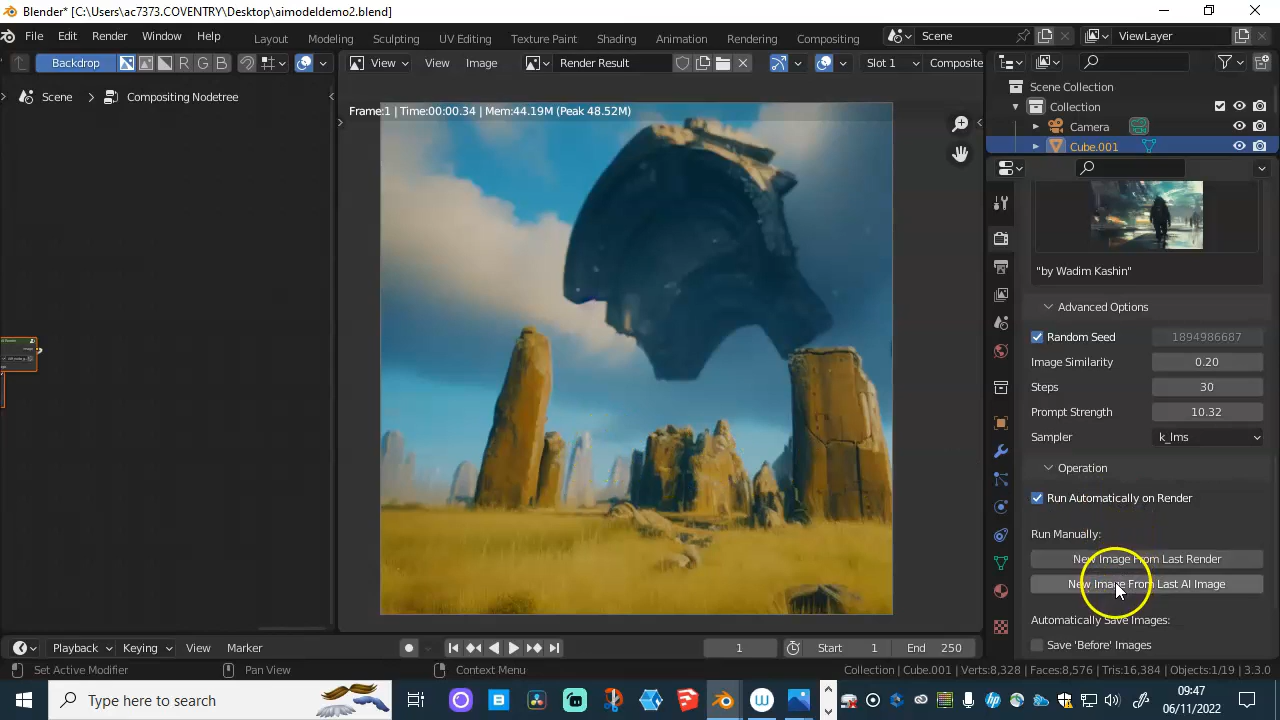 Blender* [C:\Users\ac7373.COVENTRY\Desktop\aimodeldemo2.blend]
File Edit Render Window Help Layout Modeling Sculpting UV Editing Texture Paint Shading Animation Rendering Compositing Scene ViewLayer
Backdrop R G B View View Image Render Result Slot 1 Composite
Scene > Compositing Nodetree
Frame:1 | Time:00:00.34 | Mem:44.19M (Peak 48.52M)
Scene Collection
Collection
Camera
Cube.001
"by Wadim Kashin"
Advanced Options
Random Seed 1894986687
Image Similarity 0.20
Steps 30
Prompt Strength 10.32
Sampler k_lms
Operation
Run Automatically on Render
Run Manually:
New Image From Last Render
New Image From Last AI Image
Automatically Save Images:
Save 'Before' Images
Playback Keying View Marker 1 Start 1 End 250
Set Active Modifier Pan View Context Menu Collection | Cube.001 | Verts:8,328 | Faces:8,576 | Tris:16,384 | Objects:1/19 | 3.3.0
Type here to search
09:47
06/11/2022